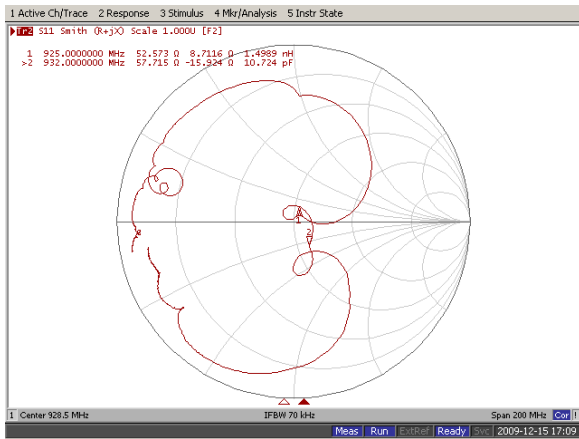 1 Active Ch/Trace 2 Response 3 Stimulus 4 Mkr/Analysis 5 Instr State
Tr2 S11 Smith (R+jX) Scale 1.000U [F2]
1 925.0000000 MHz 52.573 Ω 8.7116 Ω 1.4989 nH
>2 932.0000000 MHz 57.715 Ω -15.924 Ω 10.724 pF
1
2
1 Center 928.5 MHz IFBW 70 kHz Span 200 MHz Cor !
Meas Run ExtRef Ready Svc 2009-12-15 17:09